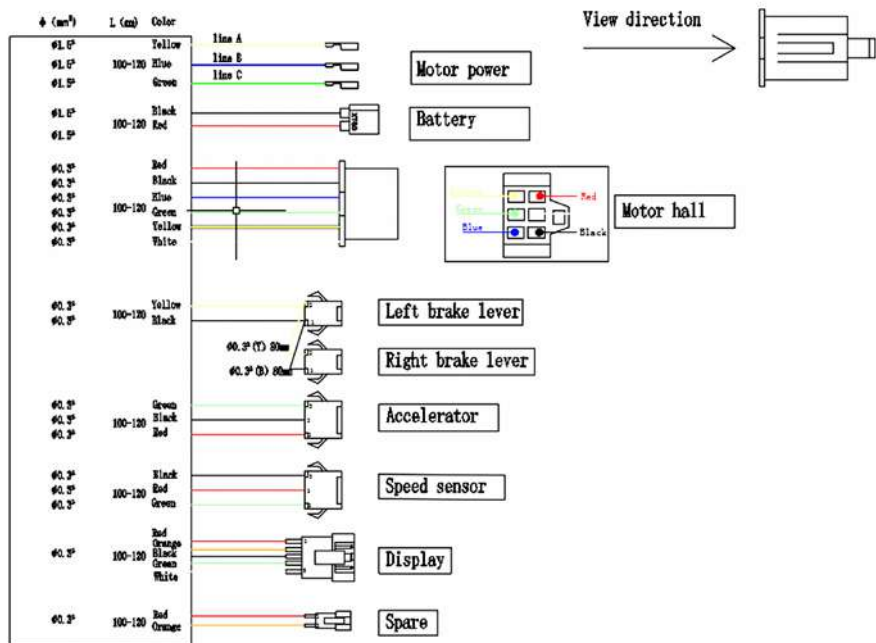 Φ (mm²) L (mm) Color
View direction
Φ1.5² Yellow line A
Φ1.5² 100-120 Blue line B
Φ1.5² Green line C
Motor power
Φ1.5² Black
100-120 Red
Φ1.5²
Battery
Φ0.3² Red
Φ0.3² Black
Φ0.3² Blue
Φ0.3² 100-120 Green
Φ0.3² Yellow
Φ0.3² White
Red
Green
Blue Black
Motor hall
Φ0.3² Yellow
Φ0.3² 100-120 Black
Left brake lever
Φ0.3² (Y) 80mm
Φ0.3² (B) 80mm
Right brake lever
Φ0.3² Green
Φ0.3² 100-120 Black
Φ0.3² Red
Accelerator
Φ0.3² Black
Φ0.3² 100-120 Red
Φ0.3² Green
Speed sensor
Red
Orange
Φ0.3² 100-120 Black
Green
White
Display
Φ0.3² 100-120 Red
Orange
Spare